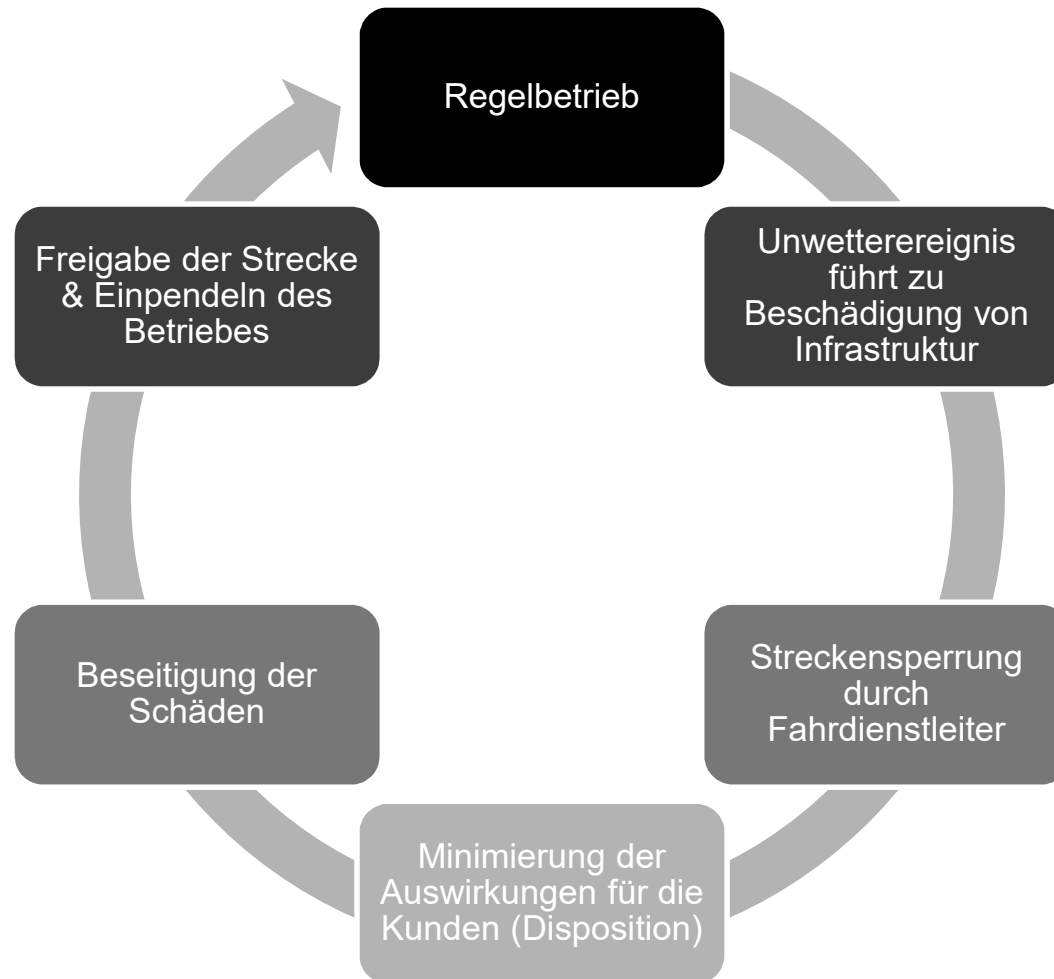 Regelbetrieb
Unwetterereignis
führt zu
Beschädigung von
Infrastruktur
Streckensperrung
durch
Fahrdienstleiter
Minimierung der
Auswirkungen für die
Kunden (Disposition)
Beseitigung der
Schäden
Freigabe der Strecke
& Einpendeln des
Betriebes